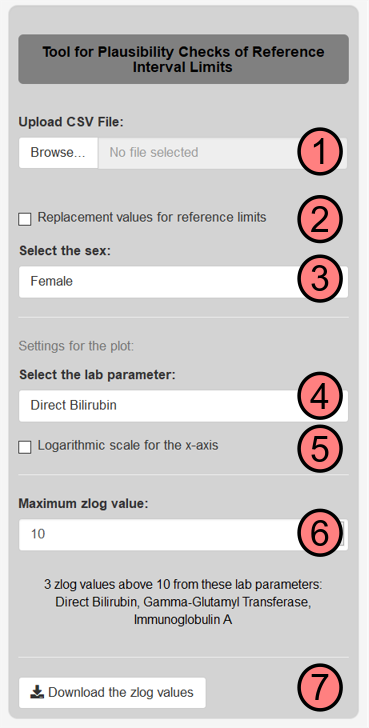 Tool for Plausibility Checks of Reference
Interval Limits
Upload CSV File:
Browse... No file selected 1
Replacement values for reference limits 2
Select the sex:
Female 3
Settings for the plot:
Select the lab parameter:
Direct Bilirubin 4
Logarithmic scale for the x-axis 5
Maximum zlog value:
10 6
3 zlog values above 10 from these lab parameters:
Direct Bilirubin, Gamma-Glutamyl Transferase,
Immunoglobulin A
Download the zlog values 7